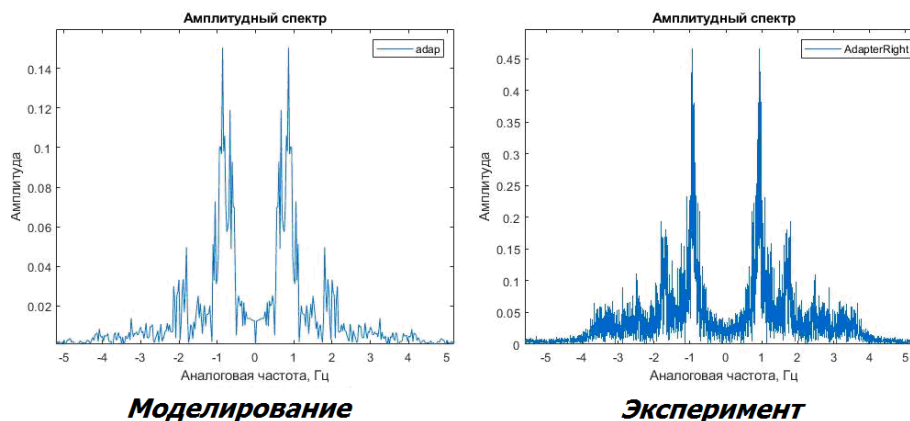 Амплитудный спектр
adap
0.14
0.12
0.1
0.08
0.06
0.04
0.02
Амплитуда
-5 -4 -3 -2 -1 0 1 2 3 4 5
Аналоговая частота, Гц
Моделирование
Амплитудный спектр
AdapterRight
0.45
0.4
0.35
0.3
0.25
0.2
0.15
0.1
0.05
0
Амплитуда
-5 -4 -3 -2 -1 0 1 2 3 4 5
Аналоговая частота, Гц
Эксперимент